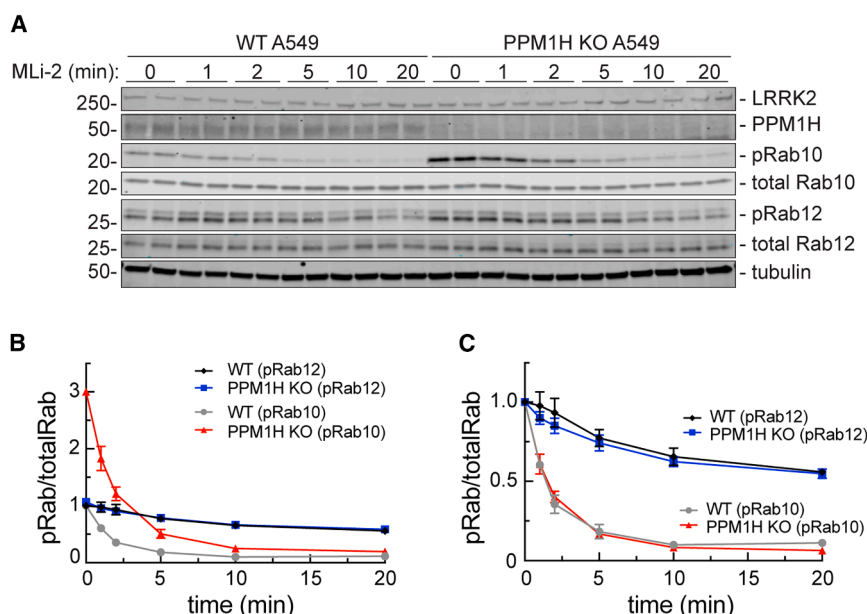 A
WT A549 PPM1H KO A549
MLi-2 (min): 0 1 2 5 10 20 0 1 2 5 10 20
250- - LRRK2
50- - PPM1H
20- - pRab10
20- - total Rab10
25- - pRab12
25- - total Rab12
50- - tubulin
B
WT (pRab12)
PPM1H KO (pRab12)
WT (pRab10)
PPM1H KO (pRab10)
pRab/totalRab
3
2
1
0
0 5 10 15 20
time (min)
C
WT (pRab12)
PPM1H KO (pRab12)
WT (pRab10)
PPM1H KO (pRab10)
pRab/totalRab
1.0
0.5
0
0 5 10 15 20
time (min)